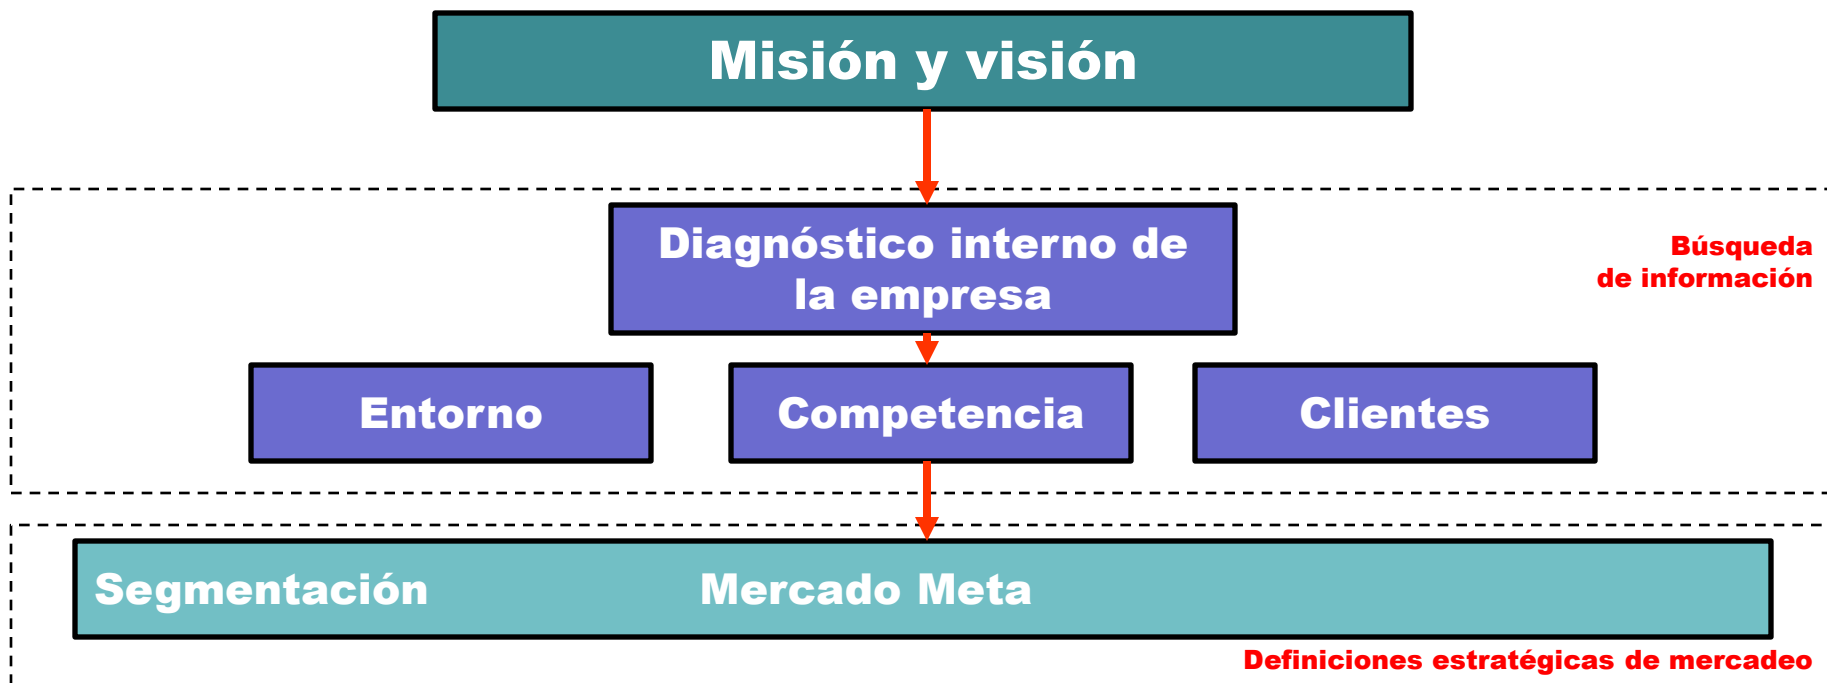 Misión y visión
Diagnóstico interno de
la empresa
Búsqueda
de información
Entorno
Competencia
Clientes
Segmentación
Mercado Meta
Definiciones estratégicas de mercadeo